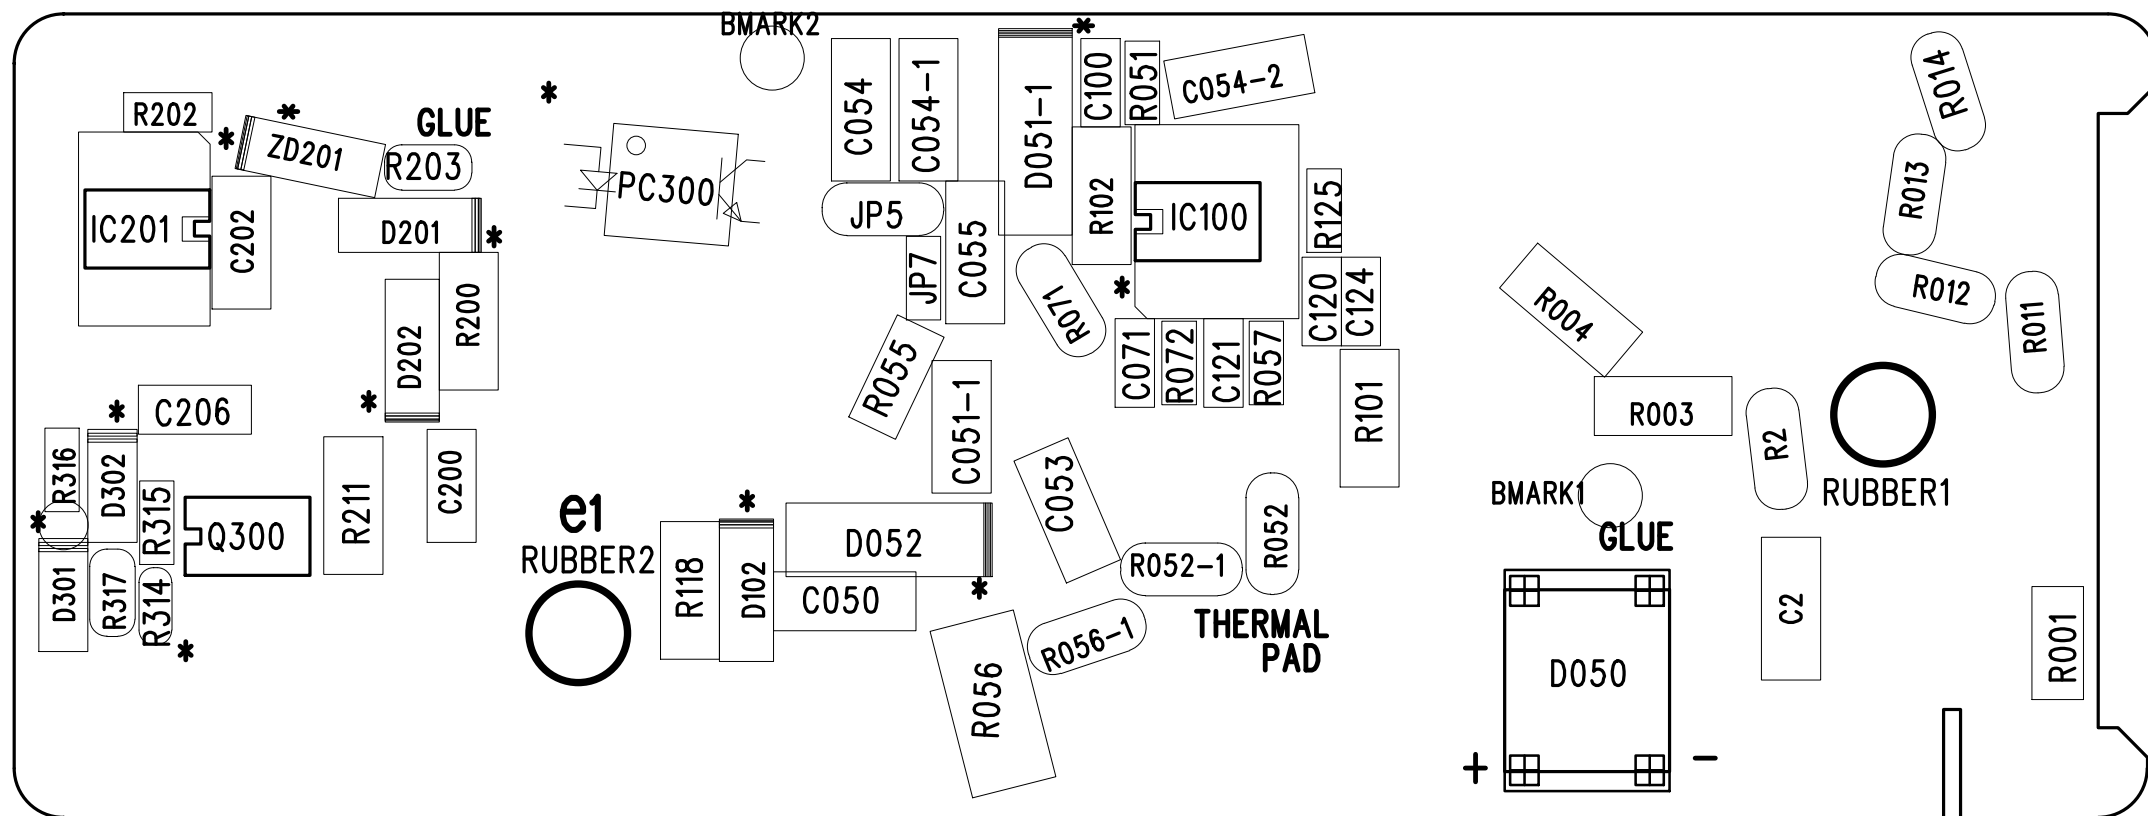 BMARK2
*
C054
C054-1
D051-1
C100
R051
C054-2
R014
R202
*
*
ZD201
GLUE
R203
*
PC300
JP5
R102
IC100
R125
R013
IC201
C202
D201
*
JP7
C055
*
R071
C120
C124
R004
R012
R011
R200
D202
*
R055
C071
R072
C121
R057
R101
R003
R2
*
C206
C051-1
R316
D302
C200
C053
BMARK1
RUBBER1
*
R315
Q300
R211
e1
RUBBER2
*
D052
*
R052
GLUE
D301
R317
R314
*
R118
D102
C050
R052-1
R056-1
THERMAL
PAD
C2
R001
R056
D050
+
-